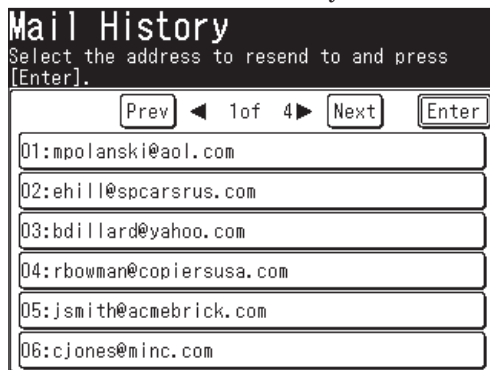 Mail History
Select the address to resend to and press
[Enter].
Prev ◀ 1of 4▶ Next Enter
01:mpolanski@aol.com
02:ehill@spcarsrus.com
03:bdillard@yahoo.com
04:rbowman@copiersusa.com
05:jsmith@acmebrick.com
06:cjones@minc.com